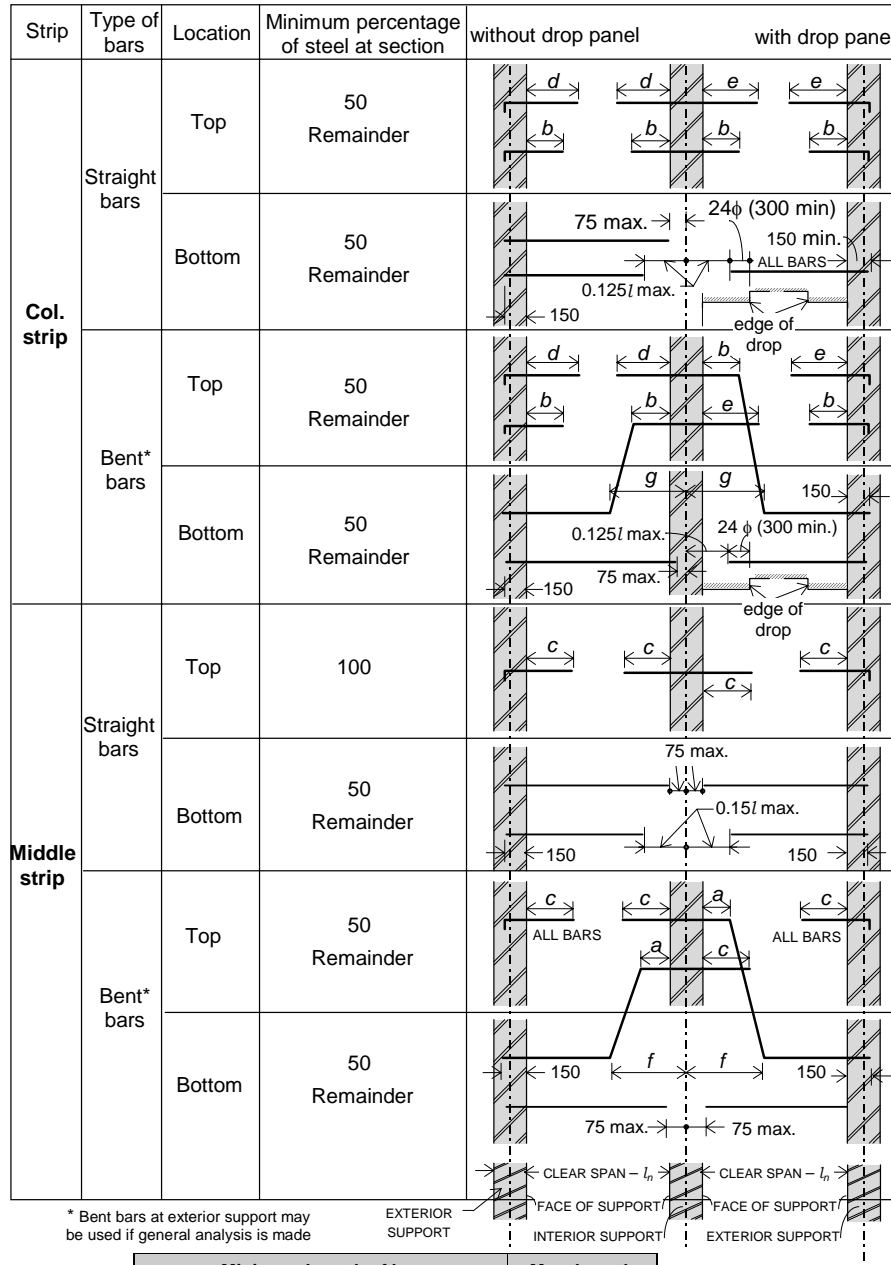 Strip
Type of bars
Location
Minimum percentage of steel at section
without drop panel
with drop pane
Col. strip
Straight bars
Top
50
Remainder
d
d
e
e
b
b
b
b
Bottom
50
Remainder
75 max.
24ϕ (300 min)
150 min.
ALL BARS
0.125l max.
150
edge of drop
Bent* bars
Top
50
Remainder
d
d
b
e
b
b
e
b
Bottom
50
Remainder
g
g
150
0.125l max.
24 ϕ (300 min.)
75 max.
150
edge of drop
Middle strip
Straight bars
Top
100
c
c
c
c
Bottom
50
Remainder
75 max.
0.15l max.
150
150
Bent* bars
Top
50
Remainder
c
c
a
c
ALL BARS
ALL BARS
a
c
Bottom
50
Remainder
150
f
f
150
75 max.
75 max.
CLEAR SPAN – ln
CLEAR SPAN – ln
* Bent bars at exterior support may
be used if general analysis is made
EXTERIOR SUPPORT
FACE OF SUPPORT
FACE OF SUPPORT
INTERIOR SUPPORT
EXTERIOR SUPPORT